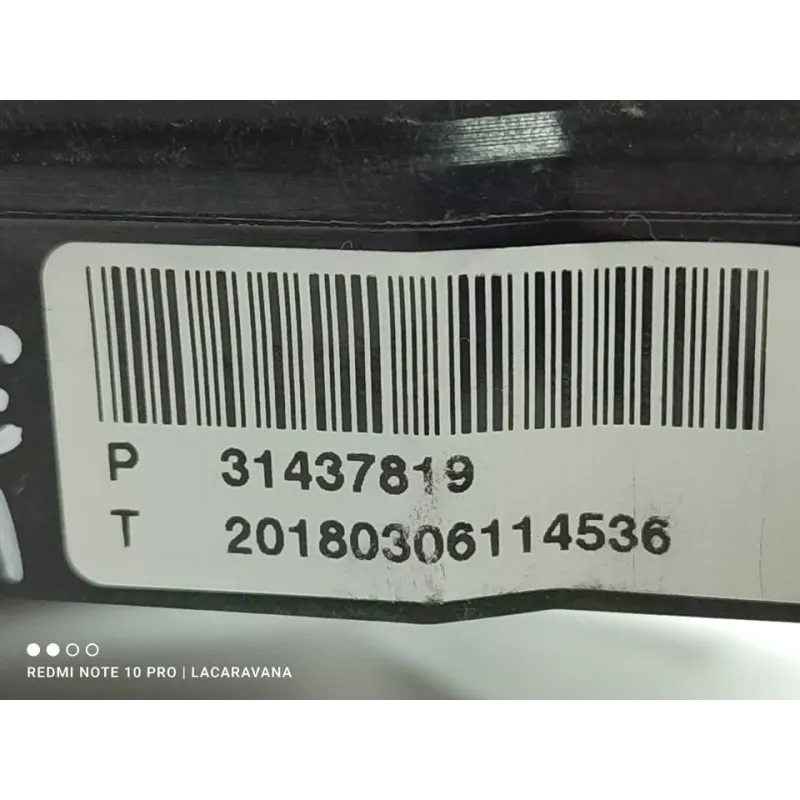 P 31437819
T 20180306114536
REDMI NOTE 10 PRO | LACARAVANA